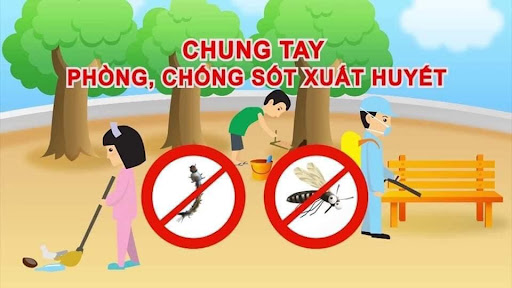 CHUNG TAY
PHÒNG, CHỐNG SỐT XUẤT HUYẾT